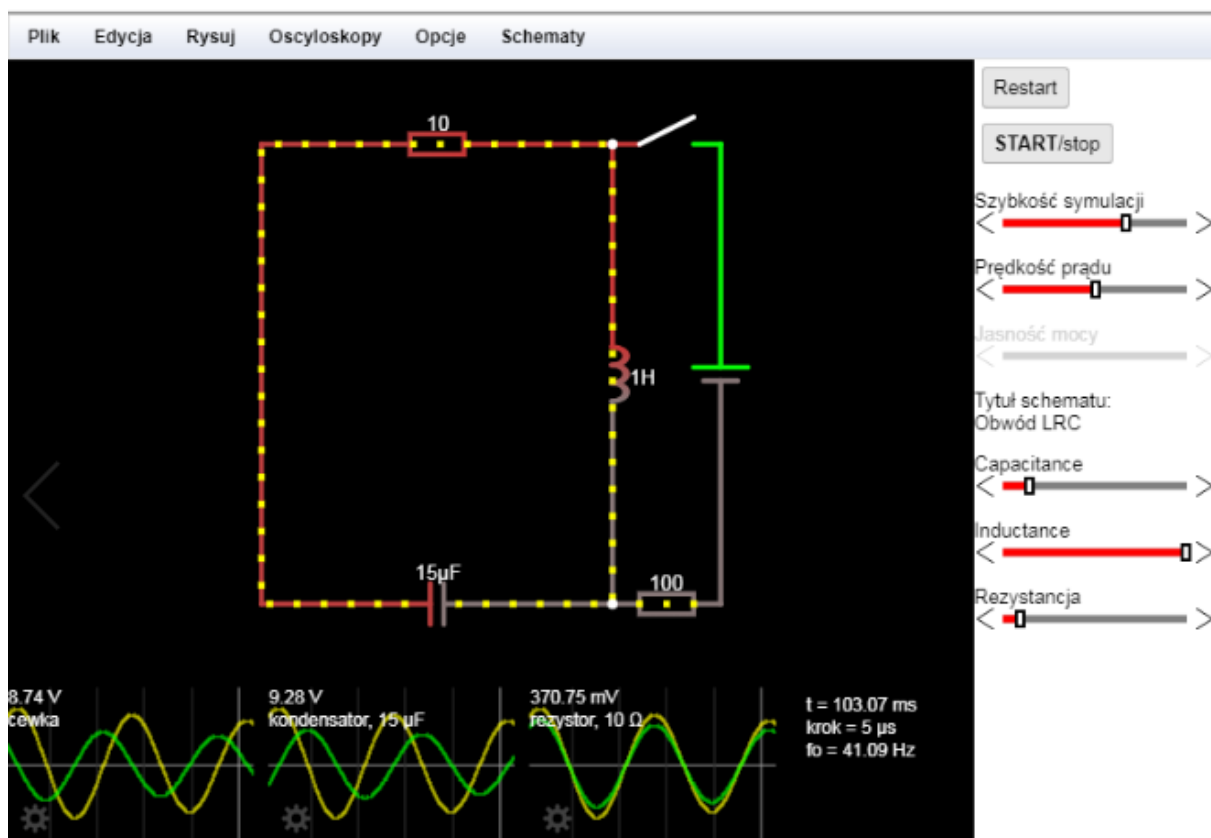 Plik Edycja Rysuj Oscyloskopy Opcje Schematy
Restart
START/stop
Szybkość symulacji
Prędkość prądu
Jasność mocy
Tytuł schematu:
Obwód LRC
Capacitance
Inductance
Rezystancja
10
1H
15µF
100
8.74 V
cewka
9.28 V
kondensator, 15 µF
370.75 mV
rezystor, 10 Ω
t = 103.07 ms
krok = 5 µs
fo = 41.09 Hz